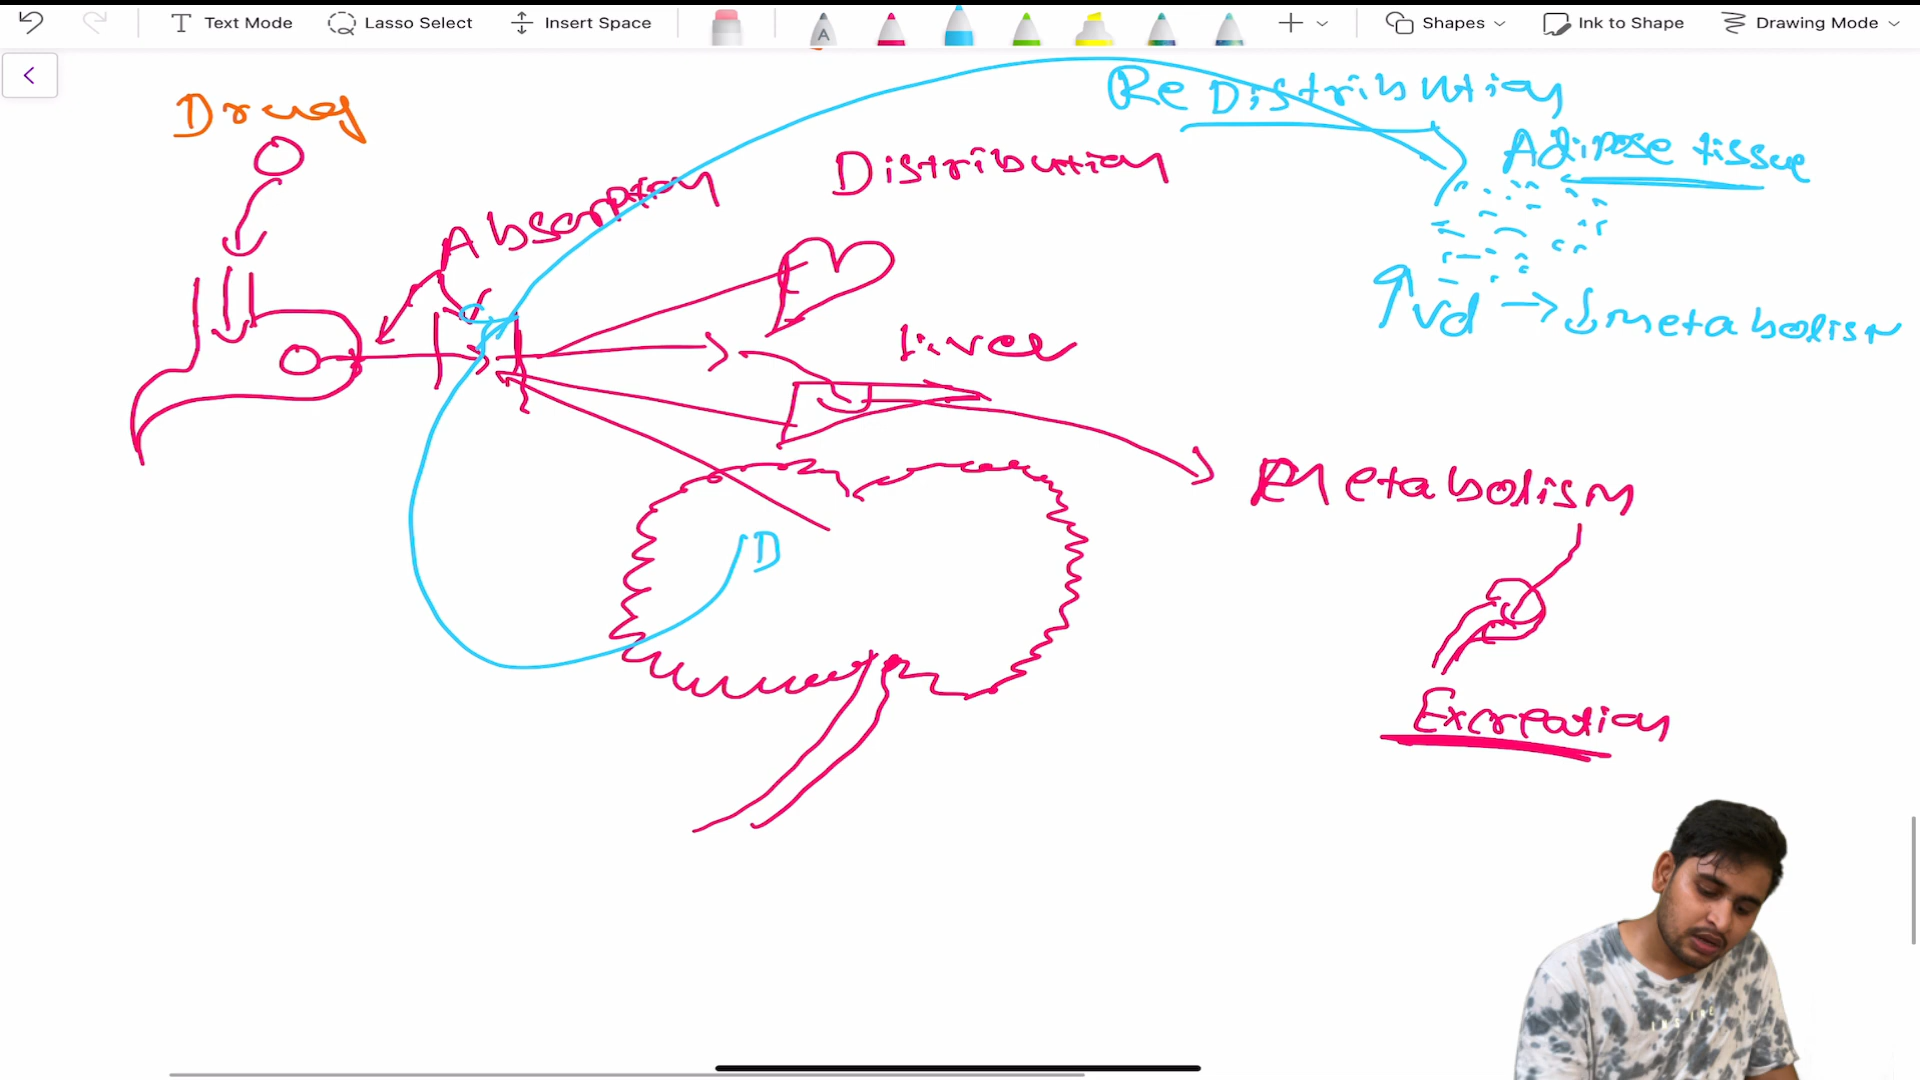 Text Mode
Lasso Select
Insert Space
A
Shapes
Ink to Shape
Drawing Mode
Drug
Re Distribution
Adipose tissue
Absorption
Distribution
↑ Vd → ↓ metabolism
Liver
Metabolism
D
Excreation